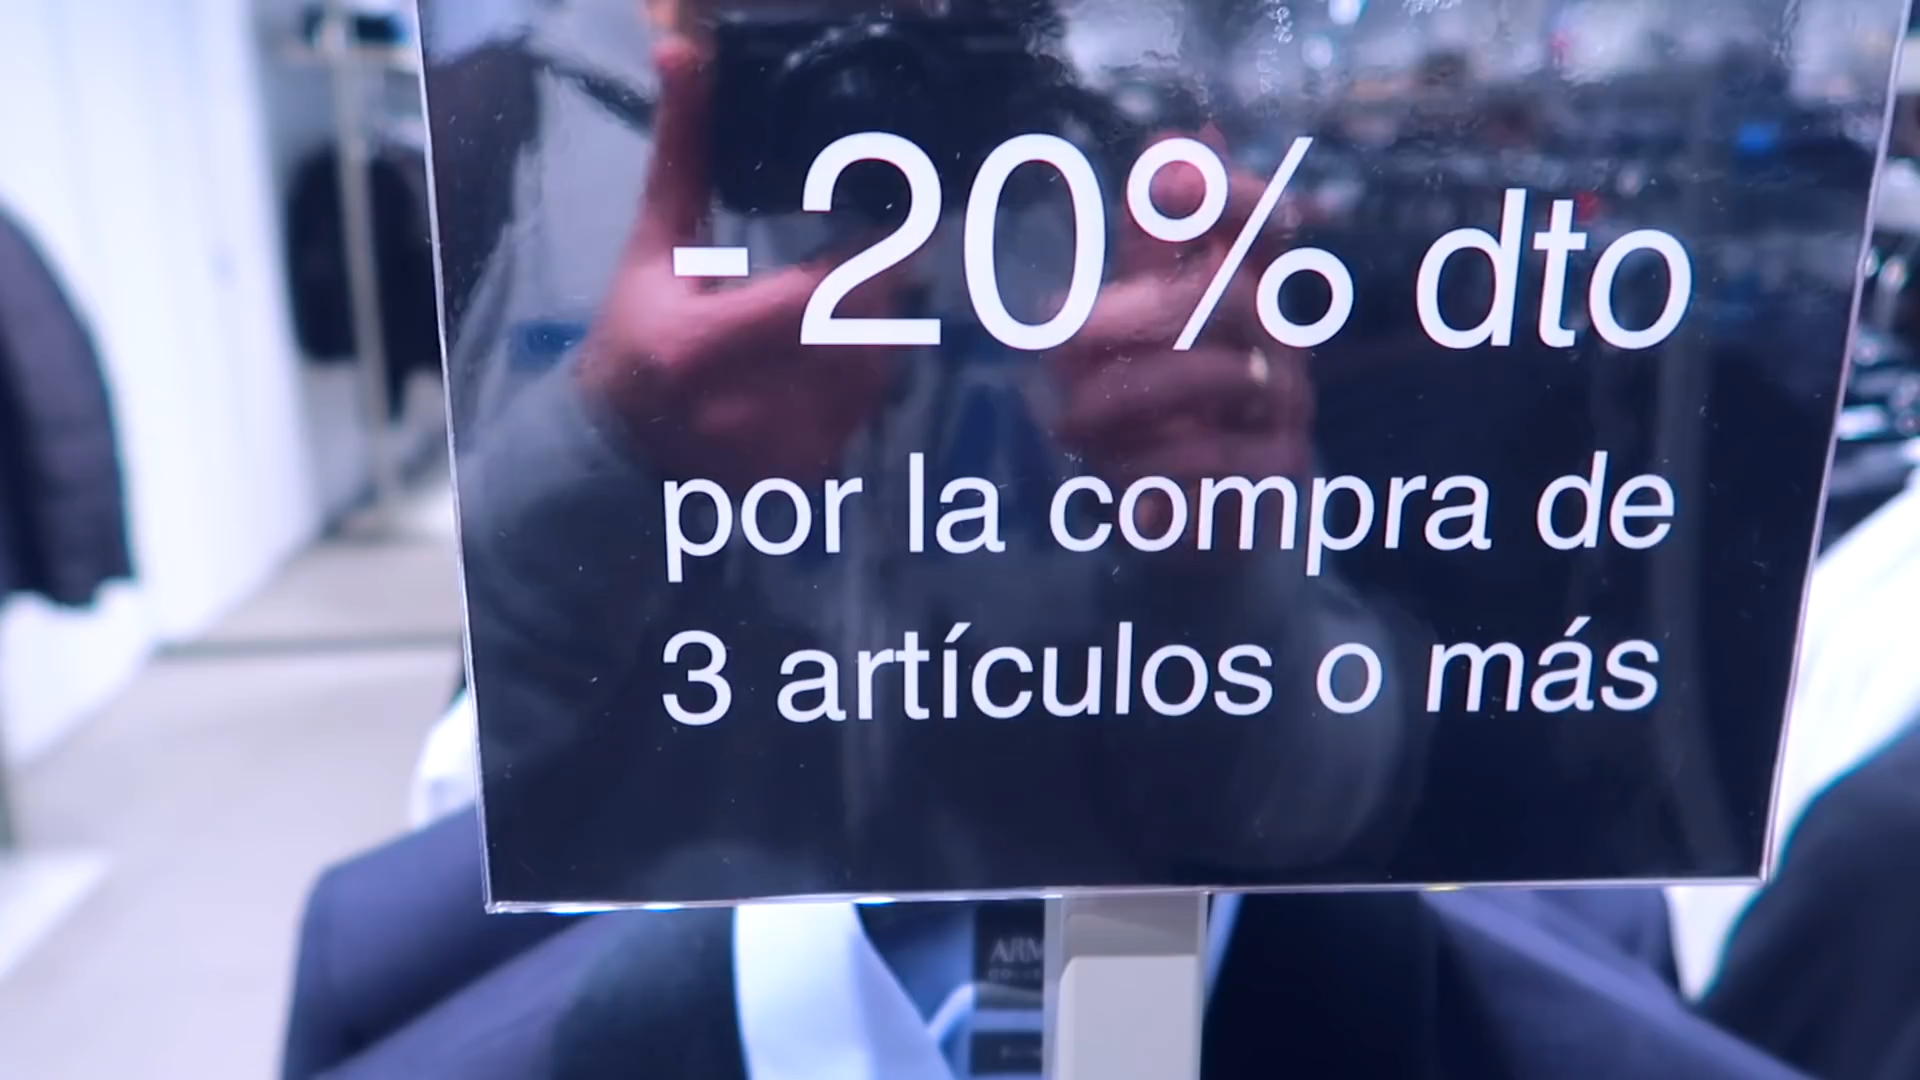 -20% dto
por la compra de
3 artículos o más